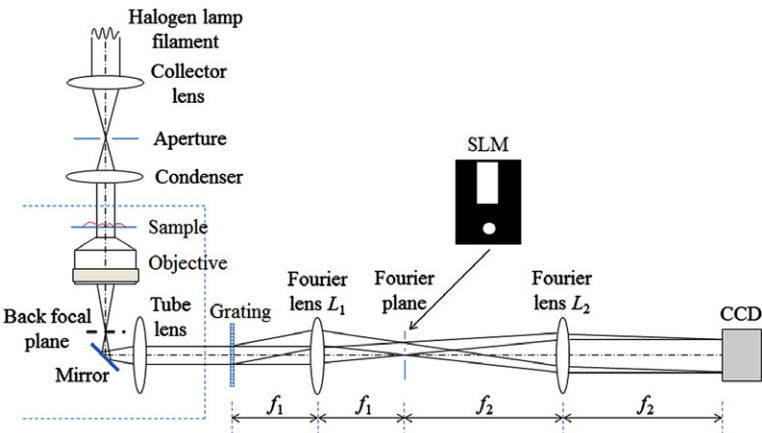 Halogen lamp
filament
Collector
lens
Aperture
Condenser
Sample
Objective
Back focal
plane
Mirror
Tube
lens
Grating
Fourier
lens L₁
Fourier
plane
SLM
Fourier
lens L₂
CCD
f₁
f₁
f₂
f₂